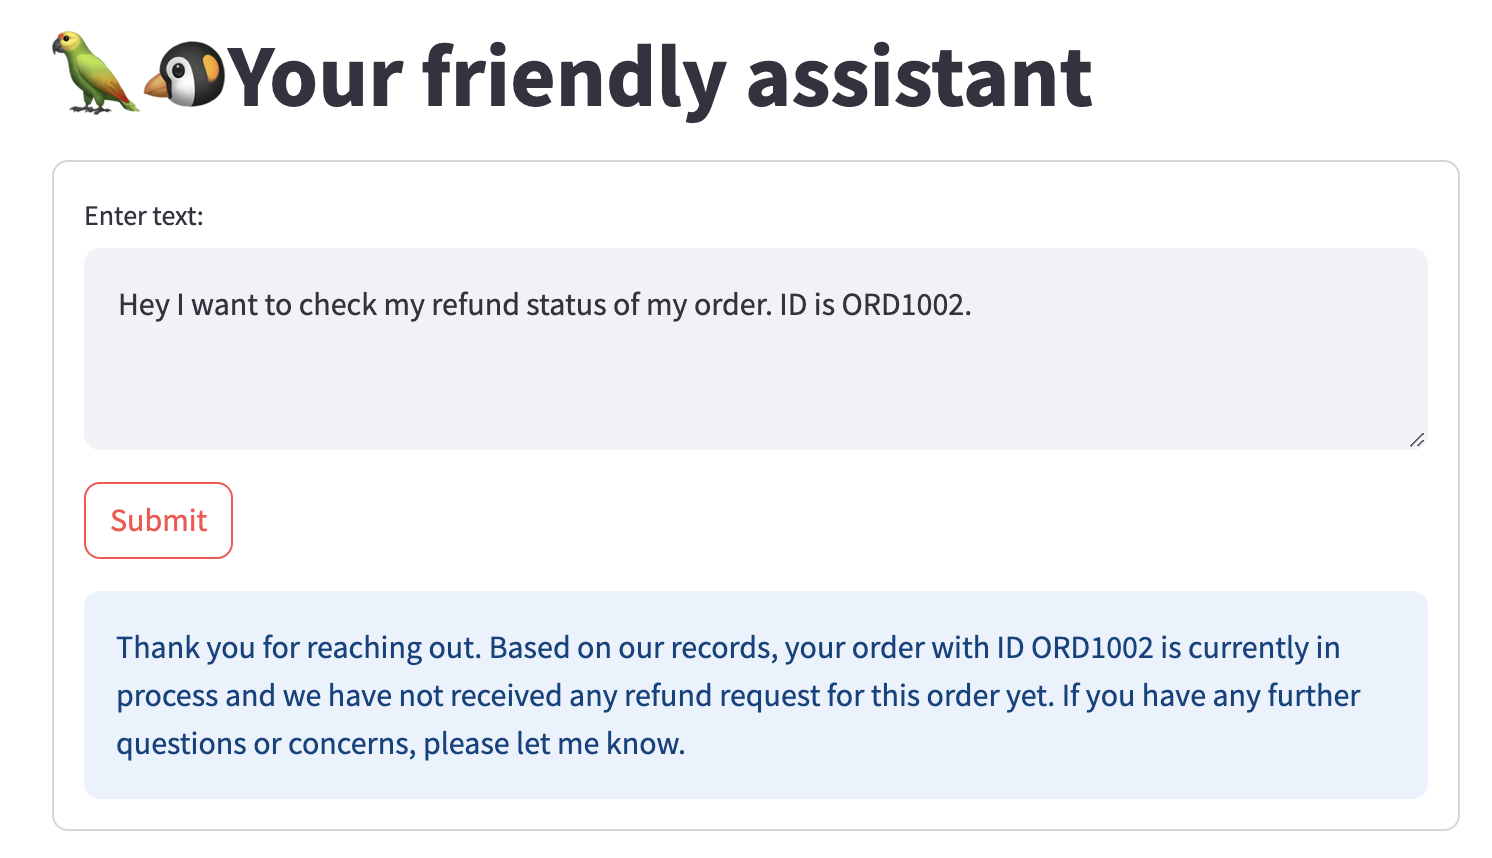 Your friendly assistant
Enter text:
Hey I want to check my refund status of my order. ID is ORD1002.
Submit
Thank you for reaching out. Based on our records, your order with ID ORD1002 is currently in
process and we have not received any refund request for this order yet. If you have any further
questions or concerns, please let me know.